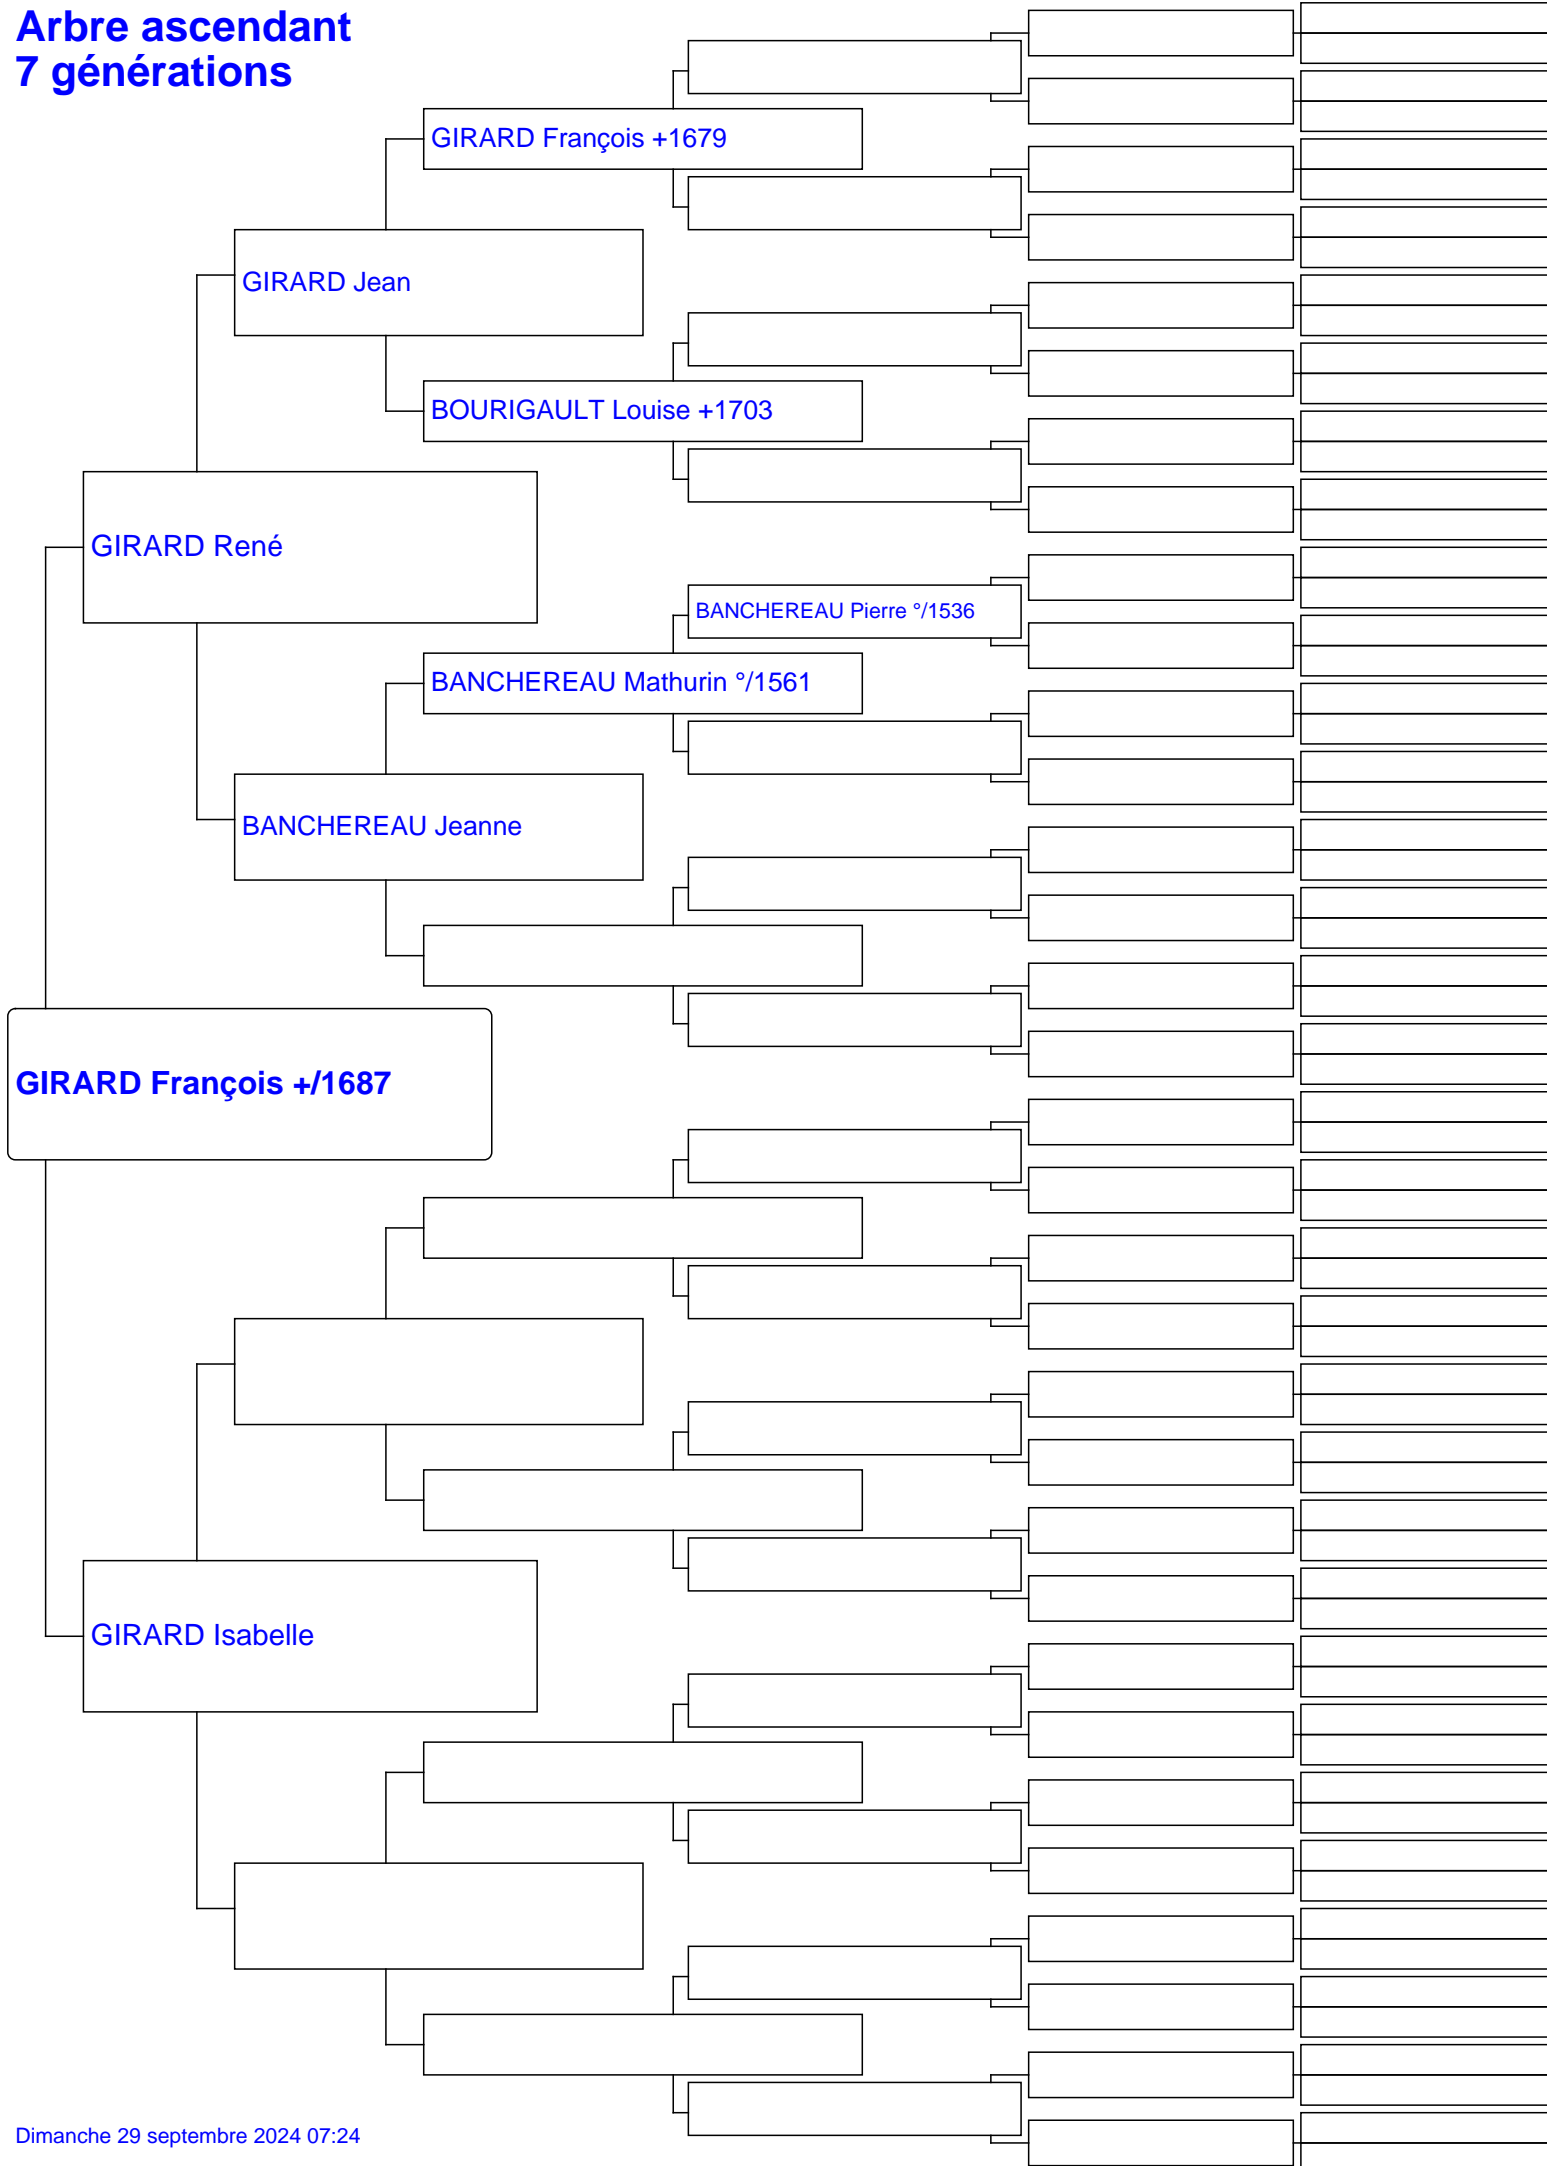 Arbre ascendant
7 générations
GIRARD François +1679
GIRARD Jean
BOURIGAULT Louise +1703
GIRARD René
BANCHEREAU Pierre °/1536
BANCHEREAU Mathurin °/1561
BANCHEREAU Jeanne
GIRARD François +/1687
GIRARD Isabelle
Dimanche 29 septembre 2024 07:24